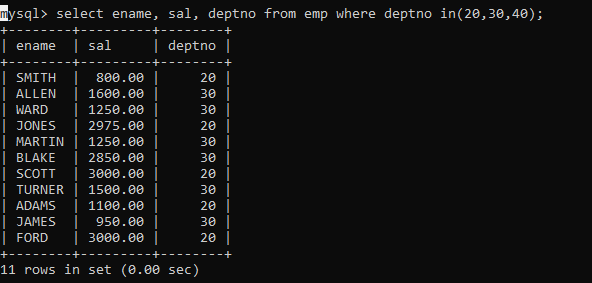 mysql> select ename, sal, deptno from emp where deptno in(20,30,40);
+--------+---------+--------+
| ename  | sal     | deptno |
+--------+---------+--------+
| SMITH  |  800.00 |     20 |
| ALLEN  | 1600.00 |     30 |
| WARD   | 1250.00 |     30 |
| JONES  | 2975.00 |     20 |
| MARTIN | 1250.00 |     30 |
| BLAKE  | 2850.00 |     30 |
| SCOTT  | 3000.00 |     20 |
| TURNER | 1500.00 |     30 |
| ADAMS  | 1100.00 |     20 |
| JAMES  |  950.00 |     30 |
| FORD   | 3000.00 |     20 |
+--------+---------+--------+
11 rows in set (0.00 sec)